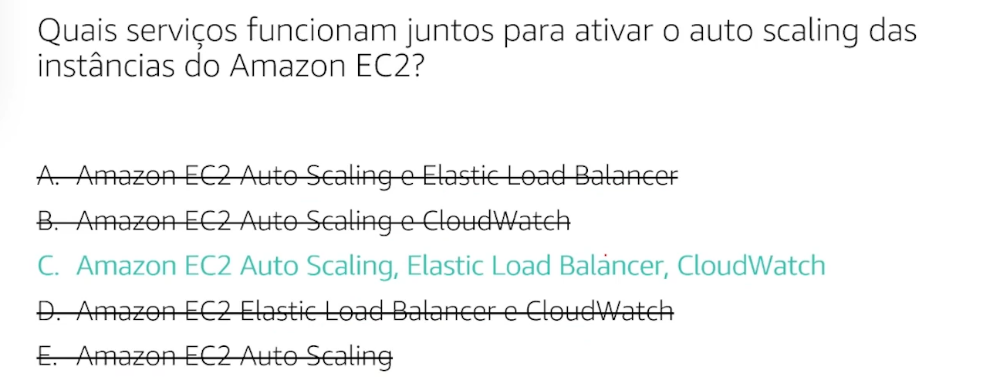 Quais serviços funcionam juntos para ativar o auto scaling das
instâncias do Amazon EC2?
A. Amazon EC2 Auto Scaling e Elastic Load Balancer
B. Amazon EC2 Auto Scaling e CloudWatch
C. Amazon EC2 Auto Scaling, Elastic Load Balancer, CloudWatch
D. Amazon EC2 Elastic Load Balancer e CloudWatch
E. Amazon EC2 Auto Scaling